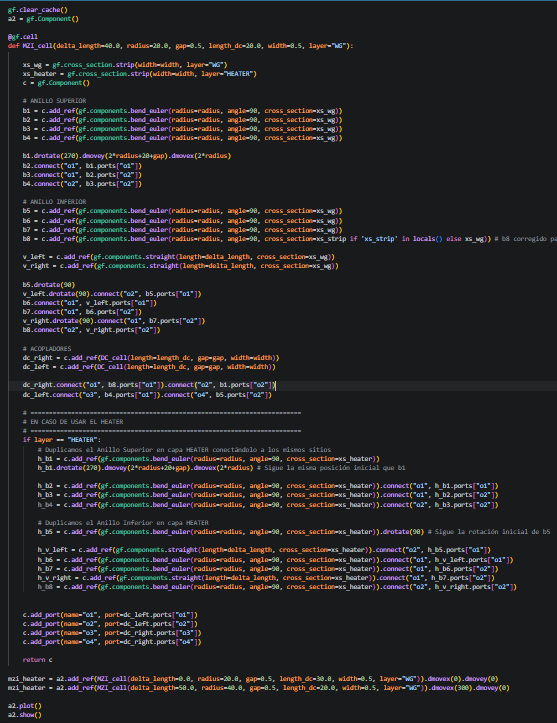 gf.clear_cache()
a2 = gf.Component()
@gf.cell
def MZI_cell(delta_length=40.0, radius=20.0, gap=0.5, length_dc=20.0, width=0.5, layer="WG"):
xs_wg = gf.cross_section.strip(width=width, layer="WG")
xs_heater = gf.cross_section.strip(width=width, layer="HEATER")
c = gf.Component()
# ANILLO SUPERIOR
b1 = c.add_ref(gf.components.bend_euler(radius=radius, angle=90, cross_section=xs_wg))
b2 = c.add_ref(gf.components.bend_euler(radius=radius, angle=90, cross_section=xs_wg))
b3 = c.add_ref(gf.components.bend_euler(radius=radius, angle=90, cross_section=xs_wg))
b4 = c.add_ref(gf.components.bend_euler(radius=radius, angle=90, cross_section=xs_wg))
b1.drotate(270).dmovey(2*radius+20+gap).dmovex(2*radius)
b2.connect("o1", b1.ports["o1"])
b3.connect("o1", b2.ports["o2"])
b4.connect("o2", b3.ports["o2"])
# ANILLO INFERIOR
b5 = c.add_ref(gf.components.bend_euler(radius=radius, angle=90, cross_section=xs_wg))
b6 = c.add_ref(gf.components.bend_euler(radius=radius, angle=90, cross_section=xs_wg))
b7 = c.add_ref(gf.components.bend_euler(radius=radius, angle=90, cross_section=xs_wg))
b8 = c.add_ref(gf.components.bend_euler(radius=radius, angle=90, cross_section=xs_strip if 'xs_strip' in locals() else xs_wg)) # b8 corregido pa
v_left = c.add_ref(gf.components.straight(length=delta_length, cross_section=xs_wg))
v_right = c.add_ref(gf.components.straight(length=delta_length, cross_section=xs_wg))
b5.drotate(90)
v_left.drotate(90).connect("o2", b5.ports["o1"])
b6.connect("o1", v_left.ports["o1"])
b7.connect("o1", b6.ports["o2"])
v_right.drotate(90).connect("o1", b7.ports["o2"])
b8.connect("o2", v_right.ports["o2"])
# ACOPLADORES
dc_right = c.add_ref(DC_cell(length=length_dc, gap=gap, width=width))
dc_left = c.add_ref(DC_cell(length=length_dc, gap=gap, width=width))
dc_right.connect("o1", b8.ports["o1"]).connect("o2", b1.ports["o2"])
dc_left.connect("o3", b4.ports["o1"]).connect("o4", b5.ports["o2"])
# EN CASO DE USAR EL HEATER
if layer == "HEATER":
# Duplicamos el Anillo Superior en capa HEATER conectándolo a los mismos sitios
h_b1 = c.add_ref(gf.components.bend_euler(radius=radius, angle=90, cross_section=xs_heater))
h_b1.drotate(270).dmovey(2*radius+20+gap).dmovex(2*radius) # Sigue la misma posición inicial que b1
h_b2 = c.add_ref(gf.components.bend_euler(radius=radius, angle=90, cross_section=xs_heater)).connect("o1", h_b1.ports["o1"])
h_b3 = c.add_ref(gf.components.bend_euler(radius=radius, angle=90, cross_section=xs_heater)).connect("o1", h_b2.ports["o2"])
h_b4 = c.add_ref(gf.components.bend_euler(radius=radius, angle=90, cross_section=xs_heater)).connect("o2", h_b3.ports["o2"])
# Duplicamos el Anillo Inferior en capa HEATER
h_b5 = c.add_ref(gf.components.bend_euler(radius=radius, angle=90, cross_section=xs_heater)).drotate(90) # Sigue la rotación inicial de b5
h_v_left = c.add_ref(gf.components.straight(length=delta_length, cross_section=xs_heater)).connect("o2", h_b5.ports["o1"])
h_b6 = c.add_ref(gf.components.bend_euler(radius=radius, angle=90, cross_section=xs_heater)).connect("o1", h_v_left.ports["o1"])
h_b7 = c.add_ref(gf.components.bend_euler(radius=radius, angle=90, cross_section=xs_heater)).connect("o1", h_b6.ports["o2"])
h_v_right = c.add_ref(gf.components.straight(length=delta_length, cross_section=xs_heater)).connect("o1", h_b7.ports["o2"])
h_b8 = c.add_ref(gf.components.bend_euler(radius=radius, angle=90, cross_section=xs_heater)).connect("o2", h_v_right.ports["o2"])
c.add_port(name="o1", port=dc_left.ports["o1"])
c.add_port(name="o2", port=dc_left.ports["o2"])
c.add_port(name="o3", port=dc_right.ports["o3"])
c.add_port(name="o4", port=dc_right.ports["o4"])
return c
mzi_heater = a2.add_ref(MZI_cell(delta_length=0.0, radius=20.0, gap=0.5, length_dc=30.0, width=0.5, layer="WG")).dmovex(0).dmovey(0)
mzi_heater = a2.add_ref(MZI_cell(delta_length=50.0, radius=40.0, gap=0.5, length_dc=20.0, width=0.5, layer="WG")).dmovex(300).dmovey(0)
a2.plot()
a2.show()